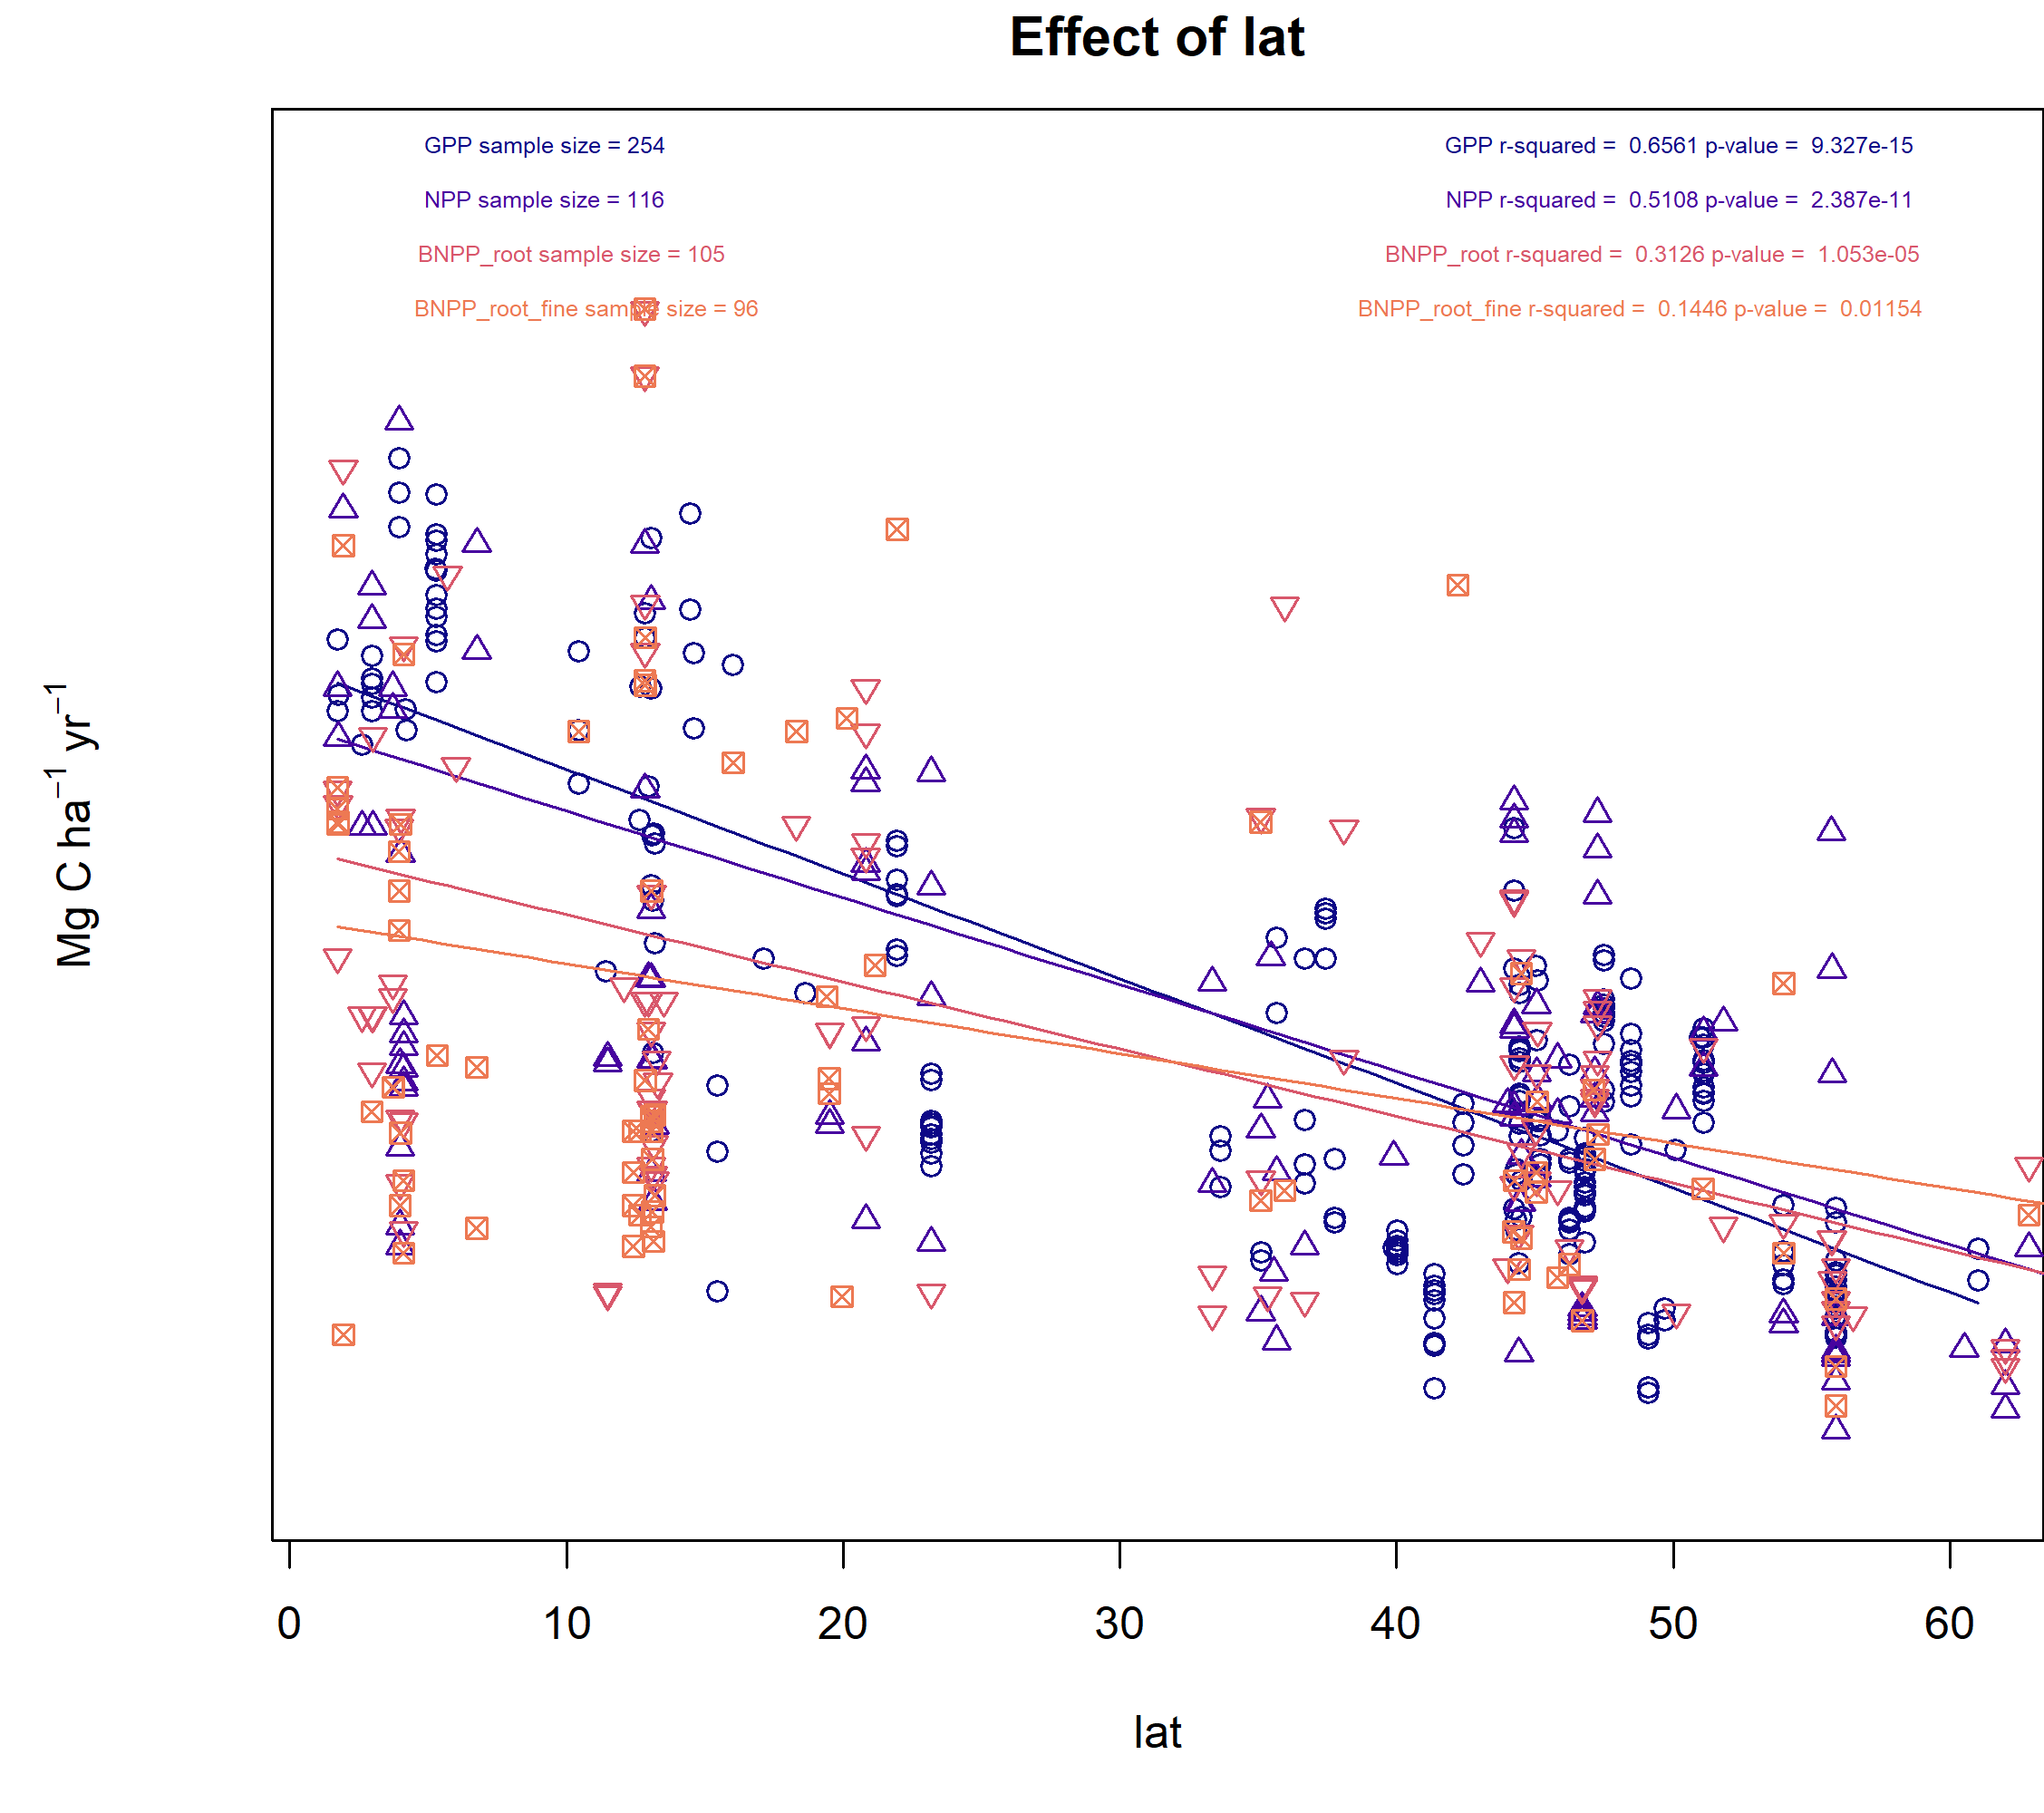 Effect of lat
GPP sample size = 254
GPP r-squared = 0.6561 p-value = 9.327e-15
NPP sample size = 116
NPP r-squared = 0.5108 p-value = 2.387e-11
BNPP_root sample size = 105
BNPP_root r-squared = 0.3126 p-value = 1.053e-05
BNPP_root_fine sample size = 96
BNPP_root_fine r-squared = 0.1446 p-value = 0.01154
Mg C ha⁻¹ yr⁻¹
0 10 20 30 40 50 60
lat